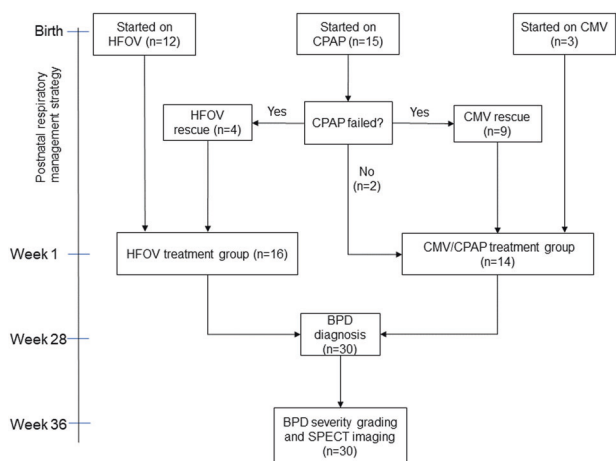 Birth
Started on
HFOV (n=12)
Started on
CPAP (n=15)
Started on CMV
(n=3)
Postnatal respiratory
management strategy
HFOV
rescue (n=4)
Yes
CPAP failed?
Yes
CMV rescue
(n=9)
No
(n=2)
Week 1
HFOV treatment group (n=16)
CMV/CPAP treatment group
(n=14)
Week 28
BPD
diagnosis
(n=30)
Week 36
BPD severity grading
and SPECT imaging
(n=30)